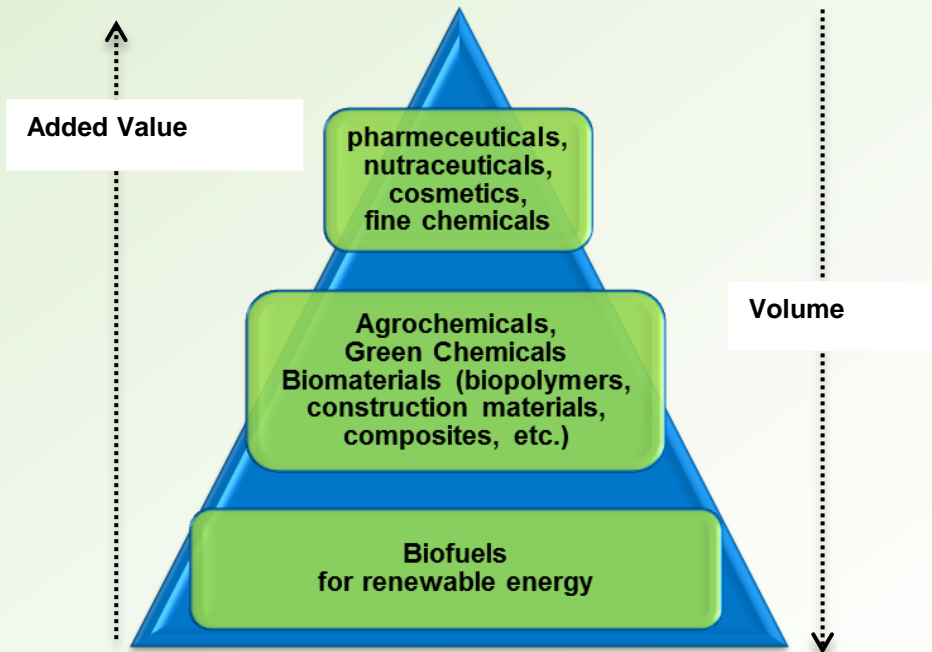 Added Value
pharmeceuticals,
nutraceuticals,
cosmetics,
fine chemicals
Volume
Agrochemicals,
Green Chemicals
Biomaterials (biopolymers,
construction materials,
composites, etc.)
Biofuels
for renewable energy